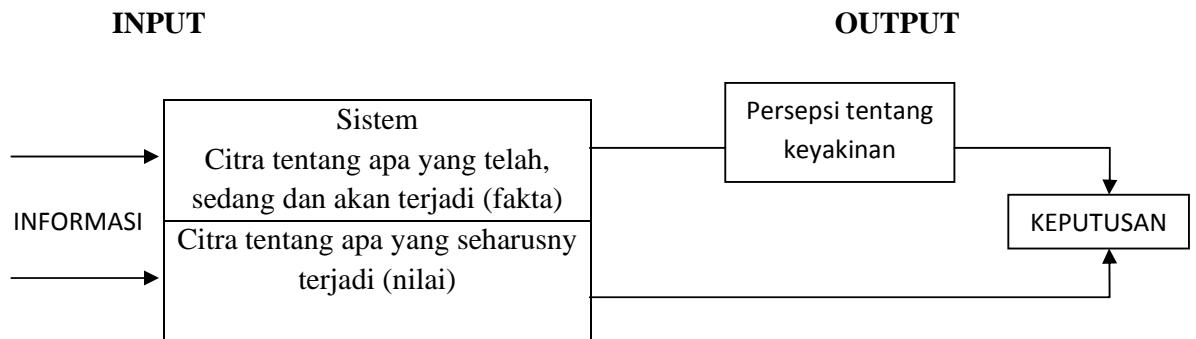 INPUT
OUTPUT
INFORMASI
Sistem
Citra tentang apa yang telah,
sedang dan akan terjadi (fakta)
Citra tentang apa yang seharusny
terjadi (nilai)
Persepsi tentang
keyakinan
KEPUTUSAN